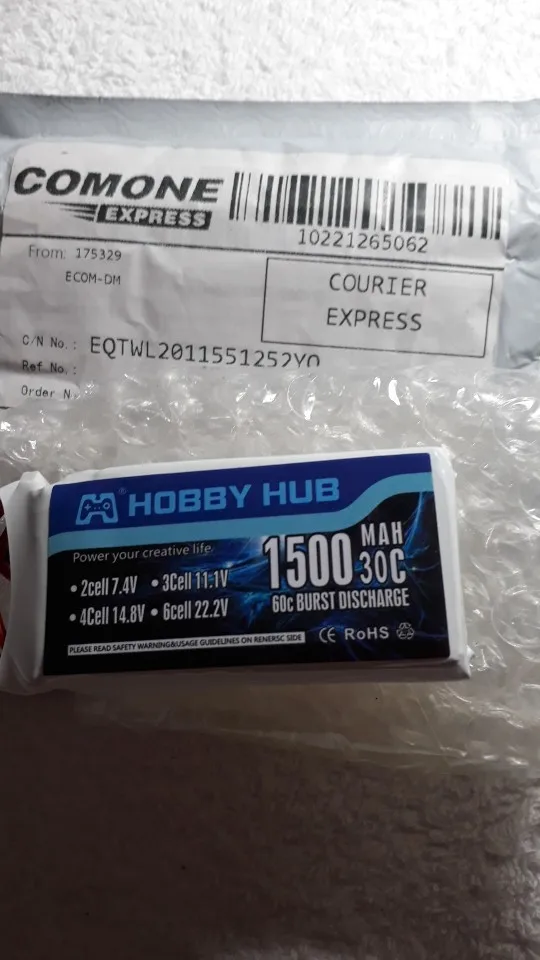 COMONE
EXPRESS
10221265062
From: 175329
ECOM-DM
COURIER
EXPRESS
C/N No.: EQTWL2011551252YQ
Ref No.:
Order N
® HOBBY HUB
Power your creative life
1500 MAH
30C
• 2cell 7.4V • 3Cell 11.1V
• 4Cell 14.8V • 6cell 22.2V
60c BURST DISCHARGE
PLEASE READ SAFETY WARNING&USAGE GUIDELINES ON RENERSC SIDE
CE RoHS